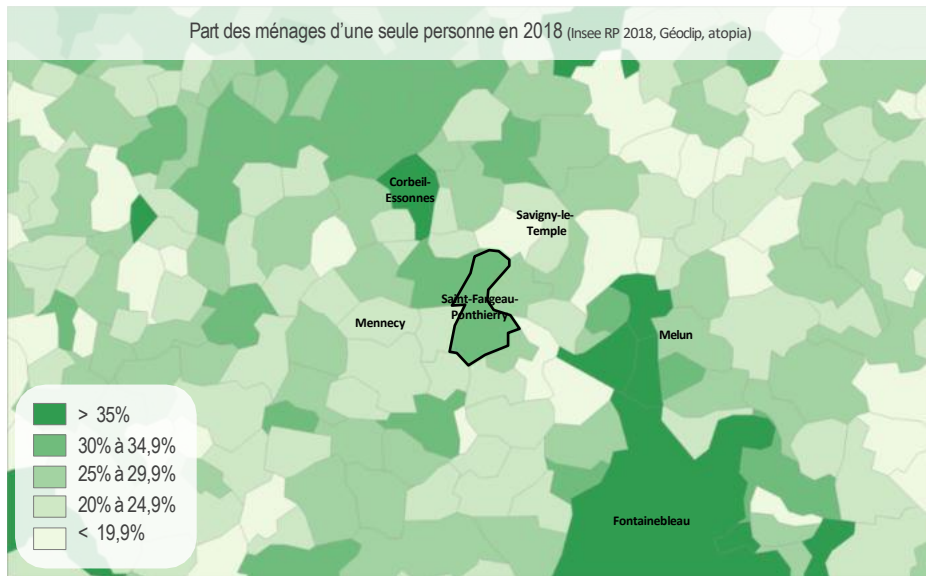 Part des ménages d'une seule personne en 2018 (Insee RP 2018, Géoclip, atopia)
Corbeil-
Essonnes
Savigny-le-
Temple
Saint-Fargeau-
Ponthierry
Mennecy
Melun
Fontainebleau
> 35%
30% à 34,9%
25% à 29,9%
20% à 24,9%
< 19,9%